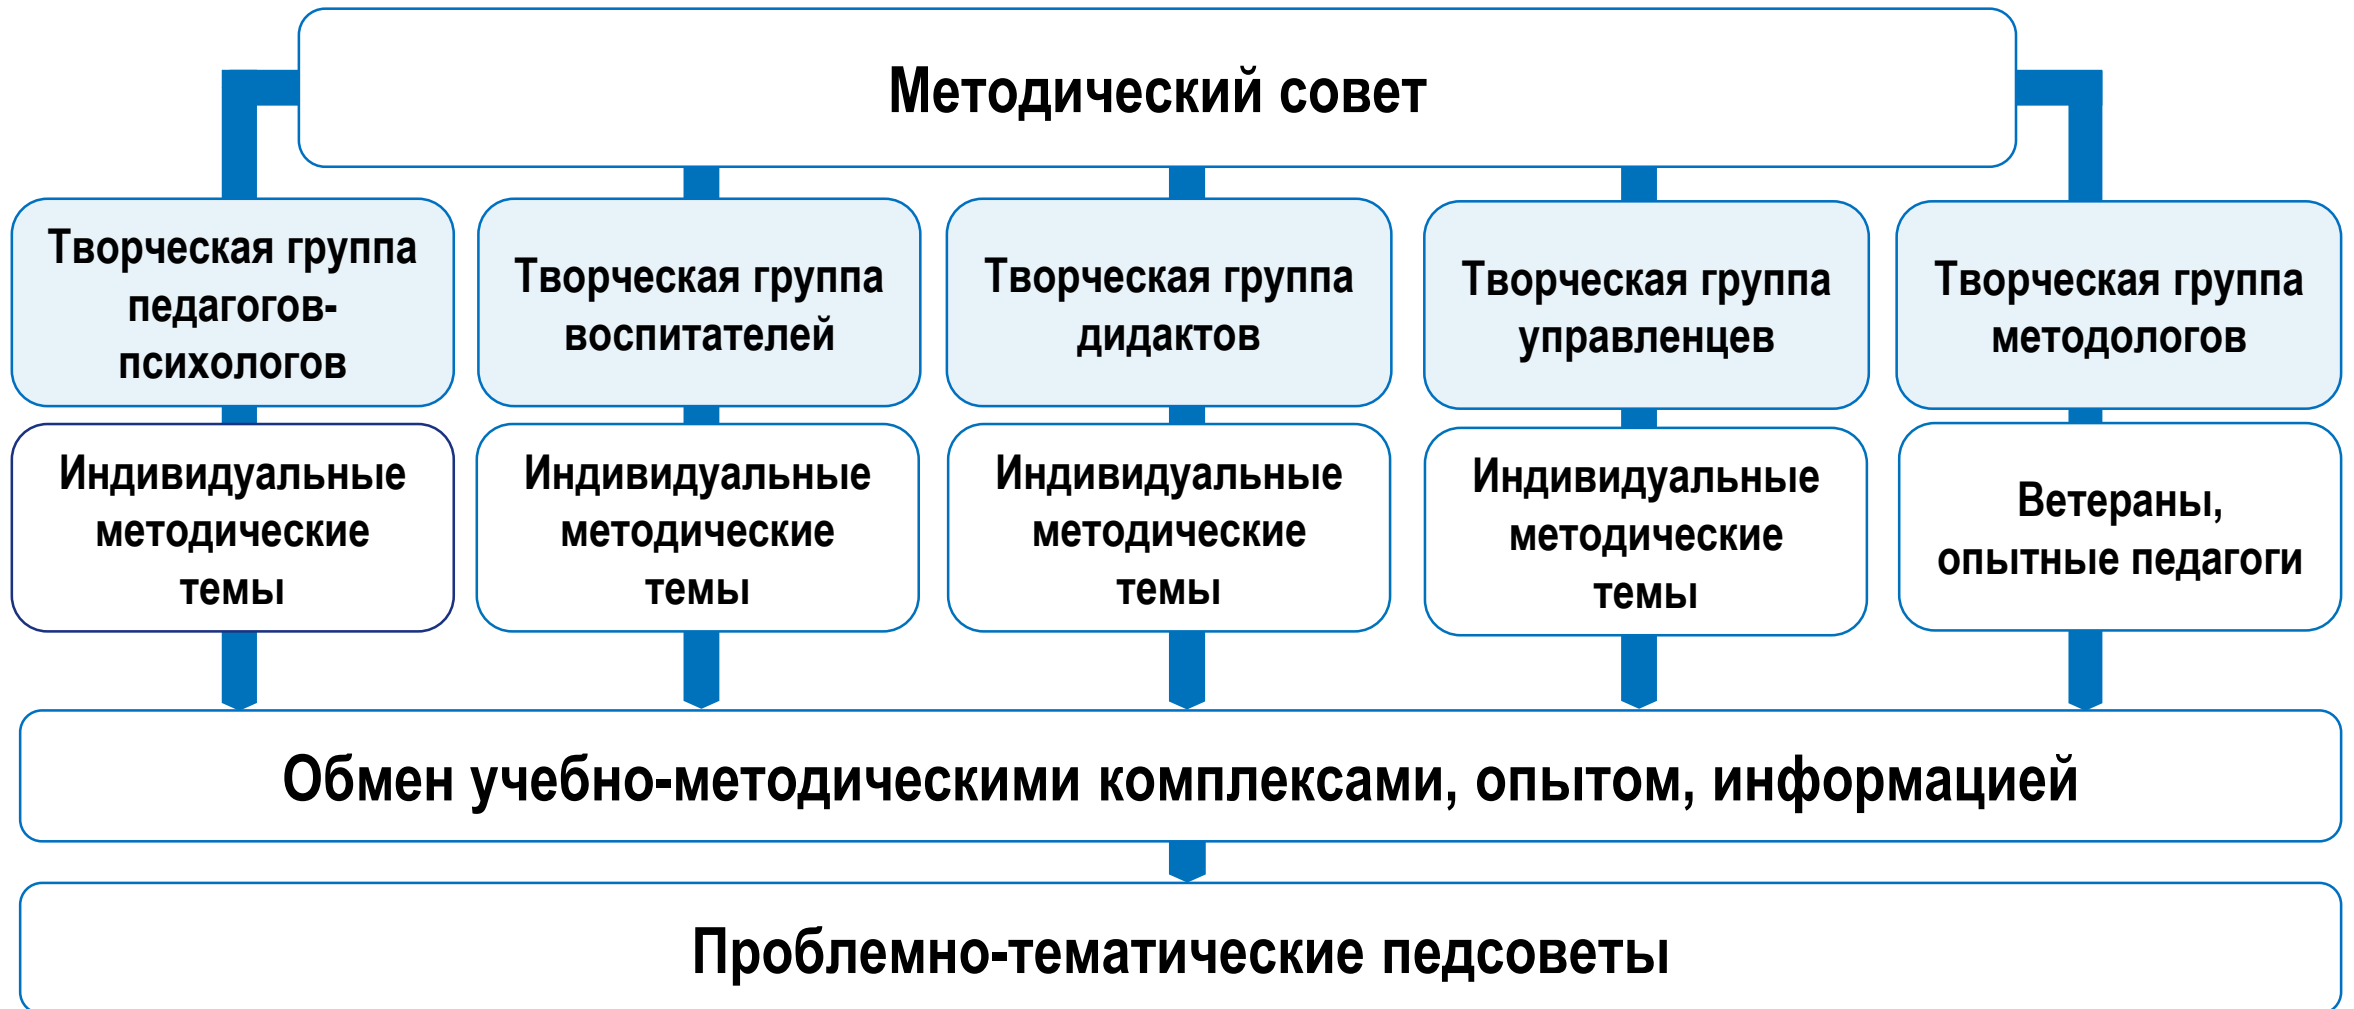 Методический совет
Творческая группа
педагогов-
психологов
Творческая группа
воспитателей
Творческая группа
дидактов
Творческая группа
управленцев
Творческая группа
методологов
Индивидуальные
методические
темы
Индивидуальные
методические
темы
Индивидуальные
методические
темы
Индивидуальные
методические
темы
Ветераны,
опытные педагоги
Обмен учебно-методическими комплексами, опытом, информацией
Проблемно-тематические педсоветы